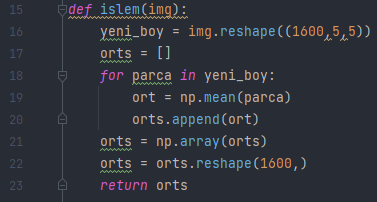 15 def islem(img):
16 yeni_boy = img.reshape((1600,5,5))
17 orts = []
18 for parca in yeni_boy:
19 ort = np.mean(parca)
20 orts.append(ort)
21 orts = np.array(orts)
22 orts = orts.reshape(1600,)
23 return orts